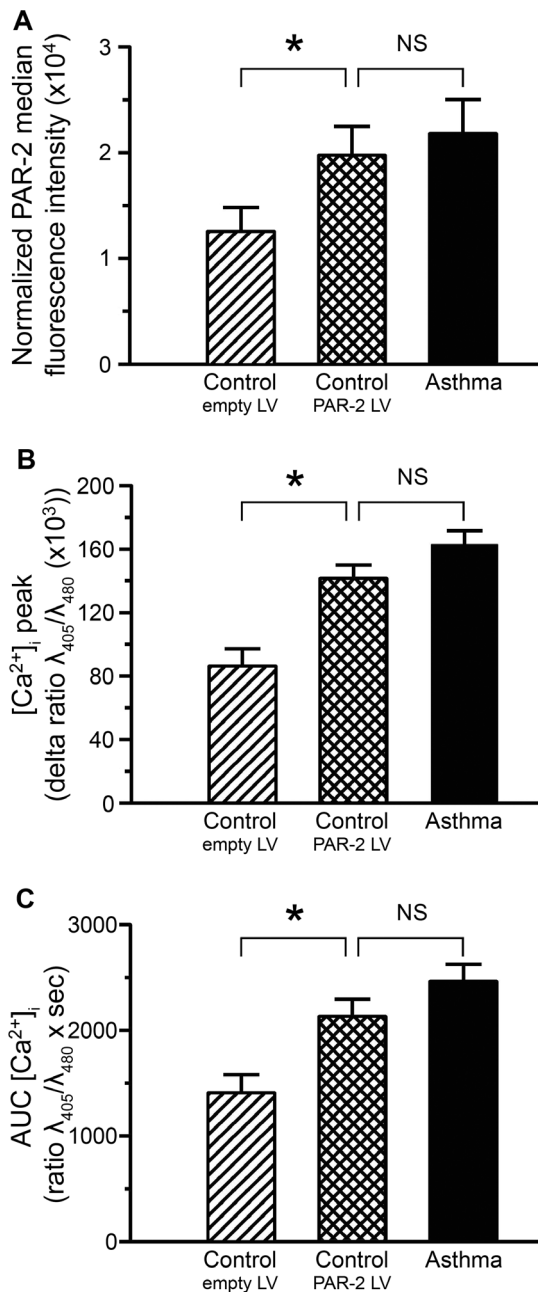 A
Normalized PAR-2 median
fluorescence intensity (x10⁴)
3
2
1
0
*
NS
Control
empty LV
Control
PAR-2 LV
Asthma
B
[Ca²⁺]ᵢ peak
(delta ratio λ₄₀₅/λ₄₈₀ (x10³))
200
160
120
80
40
0
*
NS
Control
empty LV
Control
PAR-2 LV
Asthma
C
AUC [Ca²⁺]ᵢ
(ratio λ₄₀₅/λ₄₈₀ x sec)
3000
2000
1000
0
*
NS
Control
empty LV
Control
PAR-2 LV
Asthma